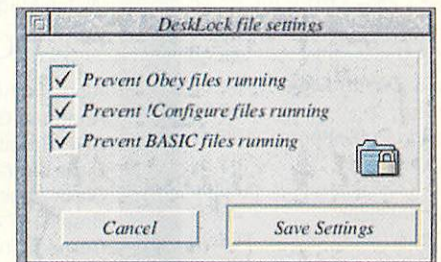 DeskLock file settings
Prevent Obey files running
Prevent !Configure files running
Prevent BASIC files running
Cancel
Save Settings